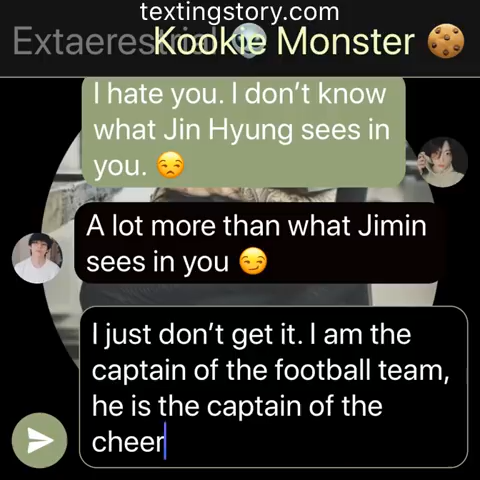 textingstory.com
Kookie Monster 🍪
I hate you. I don't know
what Jin Hyung sees in
you. 😒
A lot more than what Jimin
sees in you 😏
I just don't get it. I am the
captain of the football team,
he is the captain of the
cheer